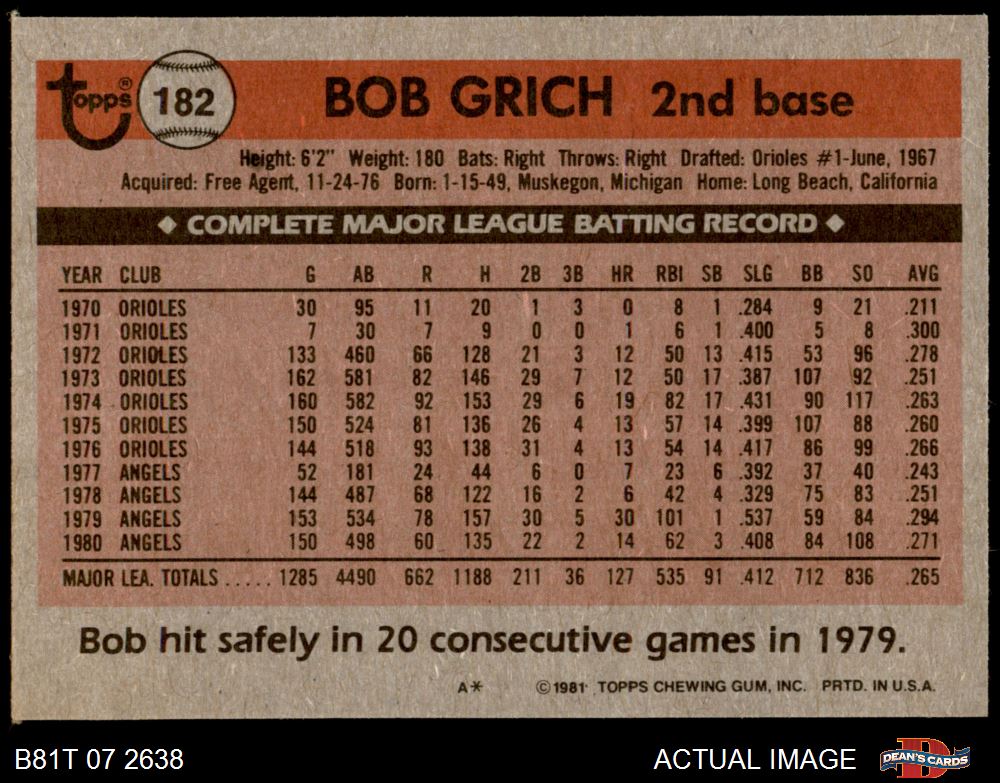 topps® 182 BOB GRICH 2nd base
Height: 6'2" Weight: 180 Bats: Right Throws: Right Drafted: Orioles #1-June, 1967
Acquired: Free Agent, 11-24-76 Born: 1-15-49, Muskegon, Michigan Home: Long Beach, California
◆ COMPLETE MAJOR LEAGUE BATTING RECORD ◆
YEAR CLUB G AB R H 2B 3B HR RBI SB SLG BB SO AVG
1970 ORIOLES 30 95 11 20 1 3 0 8 1 .284 9 21 .211
1971 ORIOLES 7 30 7 9 0 0 1 6 1 .400 5 8 .300
1972 ORIOLES 133 460 66 128 21 3 12 50 13 .415 53 96 .278
1973 ORIOLES 162 581 82 146 29 7 12 50 17 .387 107 92 .251
1974 ORIOLES 160 582 92 153 29 6 19 82 17 .431 90 117 .263
1975 ORIOLES 150 524 81 136 26 4 13 57 14 .399 107 88 .260
1976 ORIOLES 144 518 93 138 31 4 13 54 14 .417 86 99 .266
1977 ANGELS 52 181 24 44 6 0 7 23 6 .392 37 40 .243
1978 ANGELS 144 487 68 122 16 2 6 42 4 .329 75 83 .251
1979 ANGELS 153 534 78 157 30 5 30 101 1 .537 59 84 .294
1980 ANGELS 150 498 60 135 22 2 14 62 3 .408 84 108 .271
MAJOR LEA. TOTALS ..... 1285 4490 662 1188 211 36 127 535 91 .412 712 836 .265
Bob hit safely in 20 consecutive games in 1979.
A* ©1981 TOPPS CHEWING GUM, INC. PRTD. IN U.S.A.
B81T 07 2638 ACTUAL IMAGE D DEAN'S CARDS